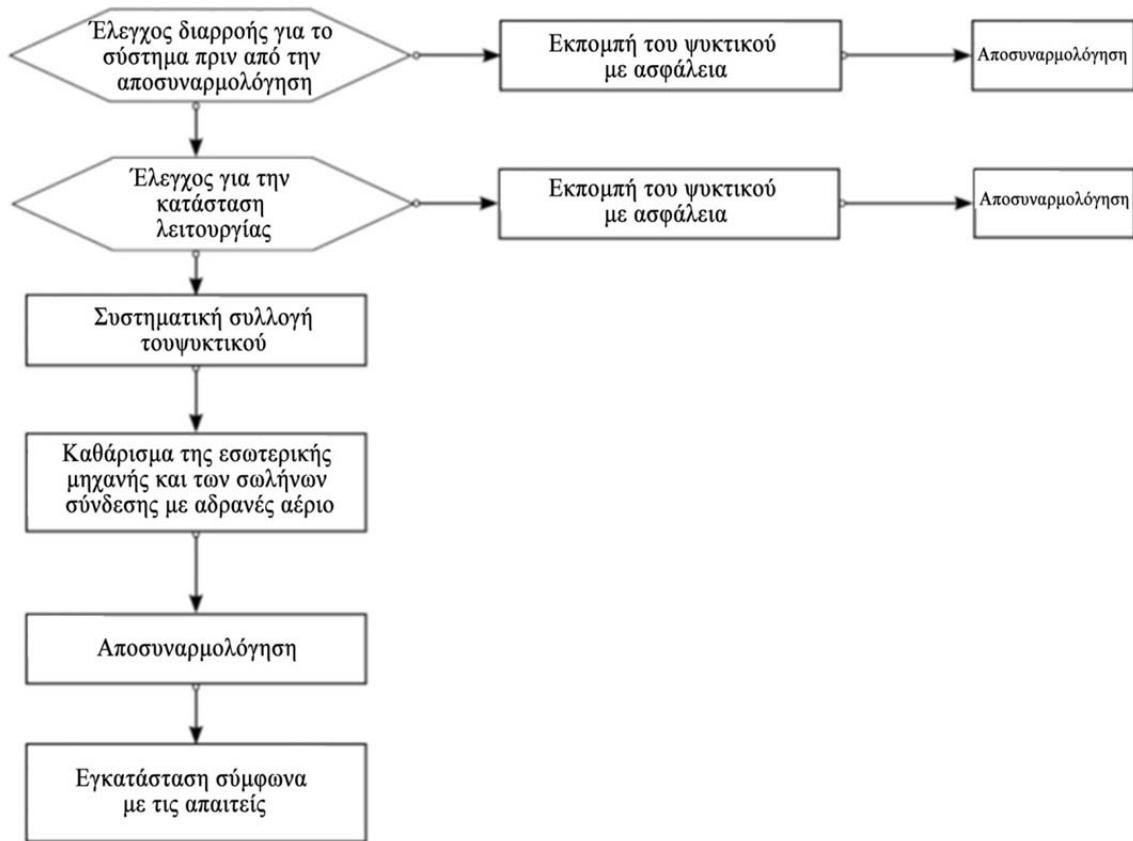 Έλεγχος διαρροής για το
σύστημα πριν από την
αποσυναρμολόγηση
Εκπομπή του ψυκτικού
με ασφάλεια
Αποσυναρμολόγηση
Έλεγχος για την
κατάσταση
λειτουργίας
Εκπομπή του ψυκτικού
με ασφάλεια
Αποσυναρμολόγηση
Συστηματική συλλογή
τουψυκτικού
Καθάρισμα της εσωτερικής
μηχανής και των σωλήνων
σύνδεσης με αδρανές αέριο
Αποσυναρμολόγηση
Εγκατάσταση σύμφωνα
με τις απαιτείς